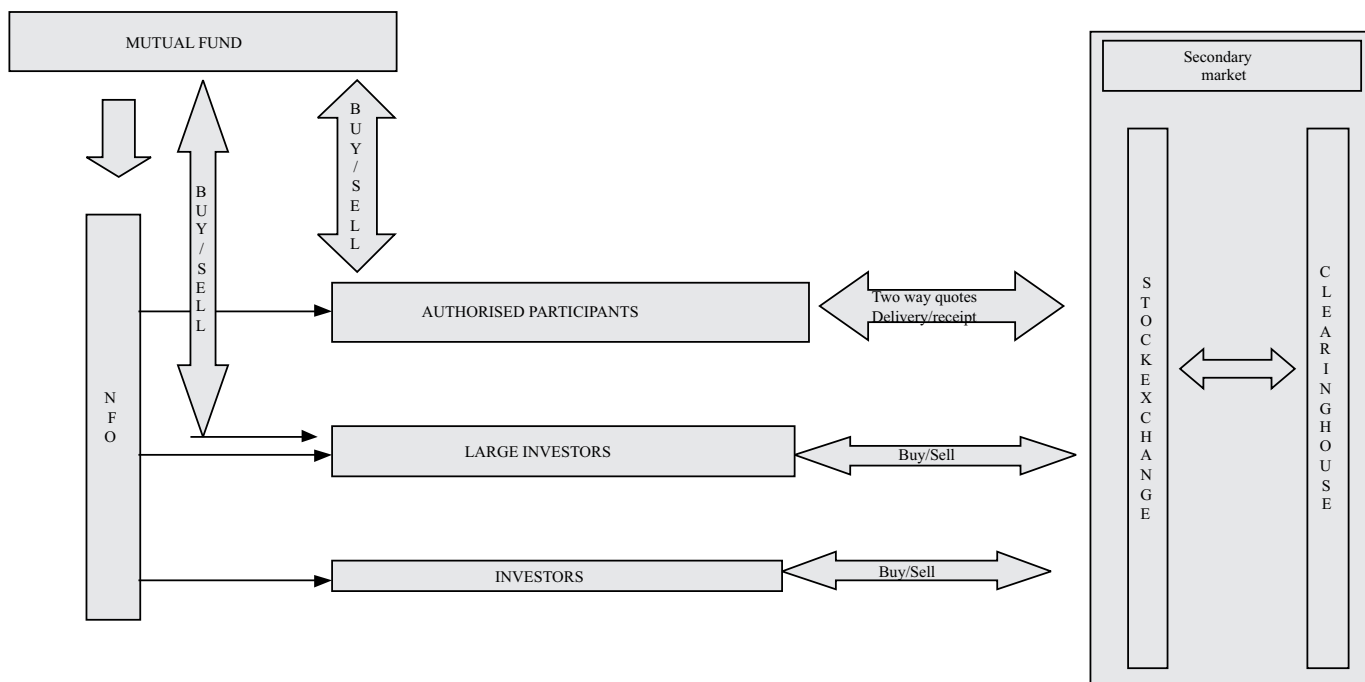 MUTUAL FUND
Secondary
market
BUY/SELL
BUY/SELL
NFO
AUTHORISED PARTICIPANTS
Two way quotes
Delivery/receipt
LARGE INVESTORS
Buy/Sell
INVESTORS
Buy/Sell
STOCKEXCHANGE
CLEARINGHOUSE